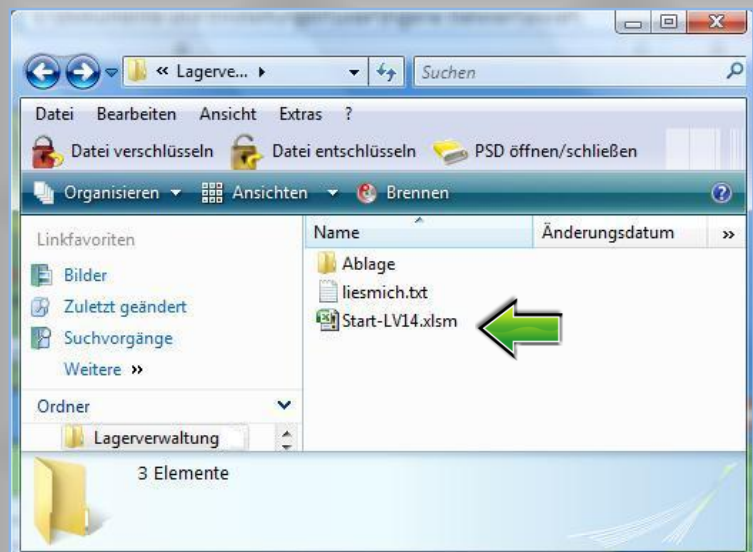 « Lagerve...
Suchen
Datei Bearbeiten Ansicht Extras ?
Datei verschlüsseln Datei entschlüsseln PSD öffnen/schließen
Organisieren Ansichten Brennen ?
Linkfavoriten
Bilder
Zuletzt geändert
Suchvorgänge
Weitere »
Ordner
Lagerverwaltung
Name Änderungsdatum »
Ablage
liesmich.txt
Start-LV14.xlsm
3 Elemente